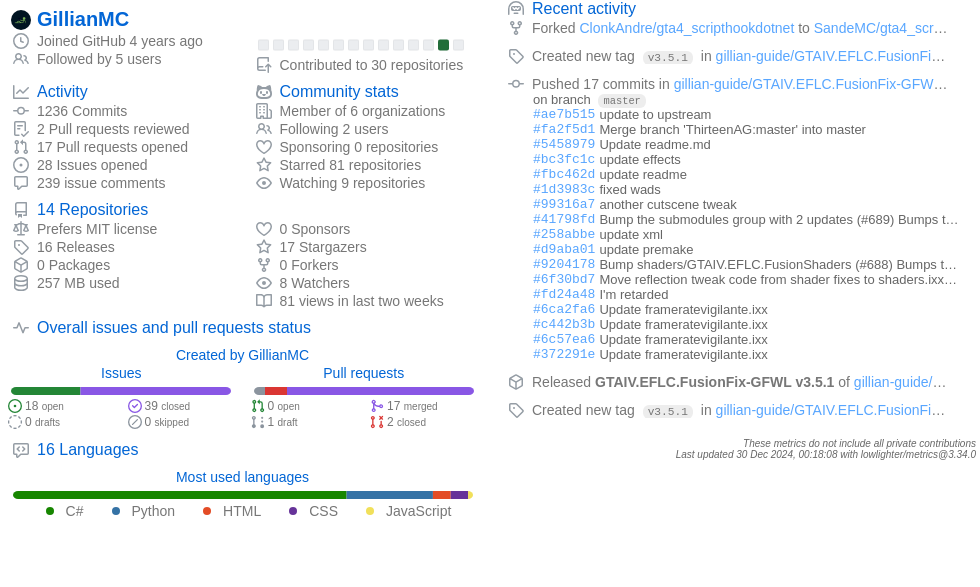 GillianMC
Joined GitHub 4 years ago
Followed by 5 users
Contributed to 30 repositories
Activity
1236 Commits
2 Pull requests reviewed
17 Pull requests opened
28 Issues opened
239 issue comments
Community stats
Member of 6 organizations
Following 2 users
Sponsoring 0 repositories
Starred 81 repositories
Watching 9 repositories
14 Repositories
Prefers MIT license
16 Releases
0 Packages
257 MB used
0 Sponsors
17 Stargazers
0 Forkers
8 Watchers
81 views in last two weeks
Overall issues and pull requests status
Created by GillianMC
Issues
18 open
39 closed
0 drafts
0 skipped
Pull requests
0 open
17 merged
1 draft
2 closed
16 Languages
Most used languages
C# Python HTML CSS JavaScript
Recent activity
Forked ClonkAndre/gta4_scripthookdotnet to SandeMC/gta4_scr…
Created new tag v3.5.1 in gillian-guide/GTAIV.EFLC.FusionFi…
Pushed 17 commits in gillian-guide/GTAIV.EFLC.FusionFix-GFW…
on branch master
#ae7b515 update to upstream
#fa2f5d1 Merge branch 'ThirteenAG:master' into master
#5458979 Update readme.md
#bc3fc1c update effects
#fbc462d update readme
#1d3983c fixed wads
#99316a7 another cutscene tweak
#41798fd Bump the submodules group with 2 updates (#689) Bumps t…
#258abbe update xml
#d9aba01 update premake
#9204178 Bump shaders/GTAIV.EFLC.FusionShaders (#688) Bumps t…
#6f30bd7 Move reflection tweak code from shader fixes to shaders.ixx…
#fd24a48 I'm retarded
#6ca2fa6 Update frameratevigilante.ixx
#c442b3b Update frameratevigilante.ixx
#6c57ea6 Update frameratevigilante.ixx
#372291e Update frameratevigilante.ixx
Released GTAIV.EFLC.FusionFix-GFWL v3.5.1 of gillian-guide/…
Created new tag v3.5.1 in gillian-guide/GTAIV.EFLC.FusionFi…
These metrics do not include all private contributions
Last updated 30 Dec 2024, 00:18:08 with lowlighter/metrics@3.34.0